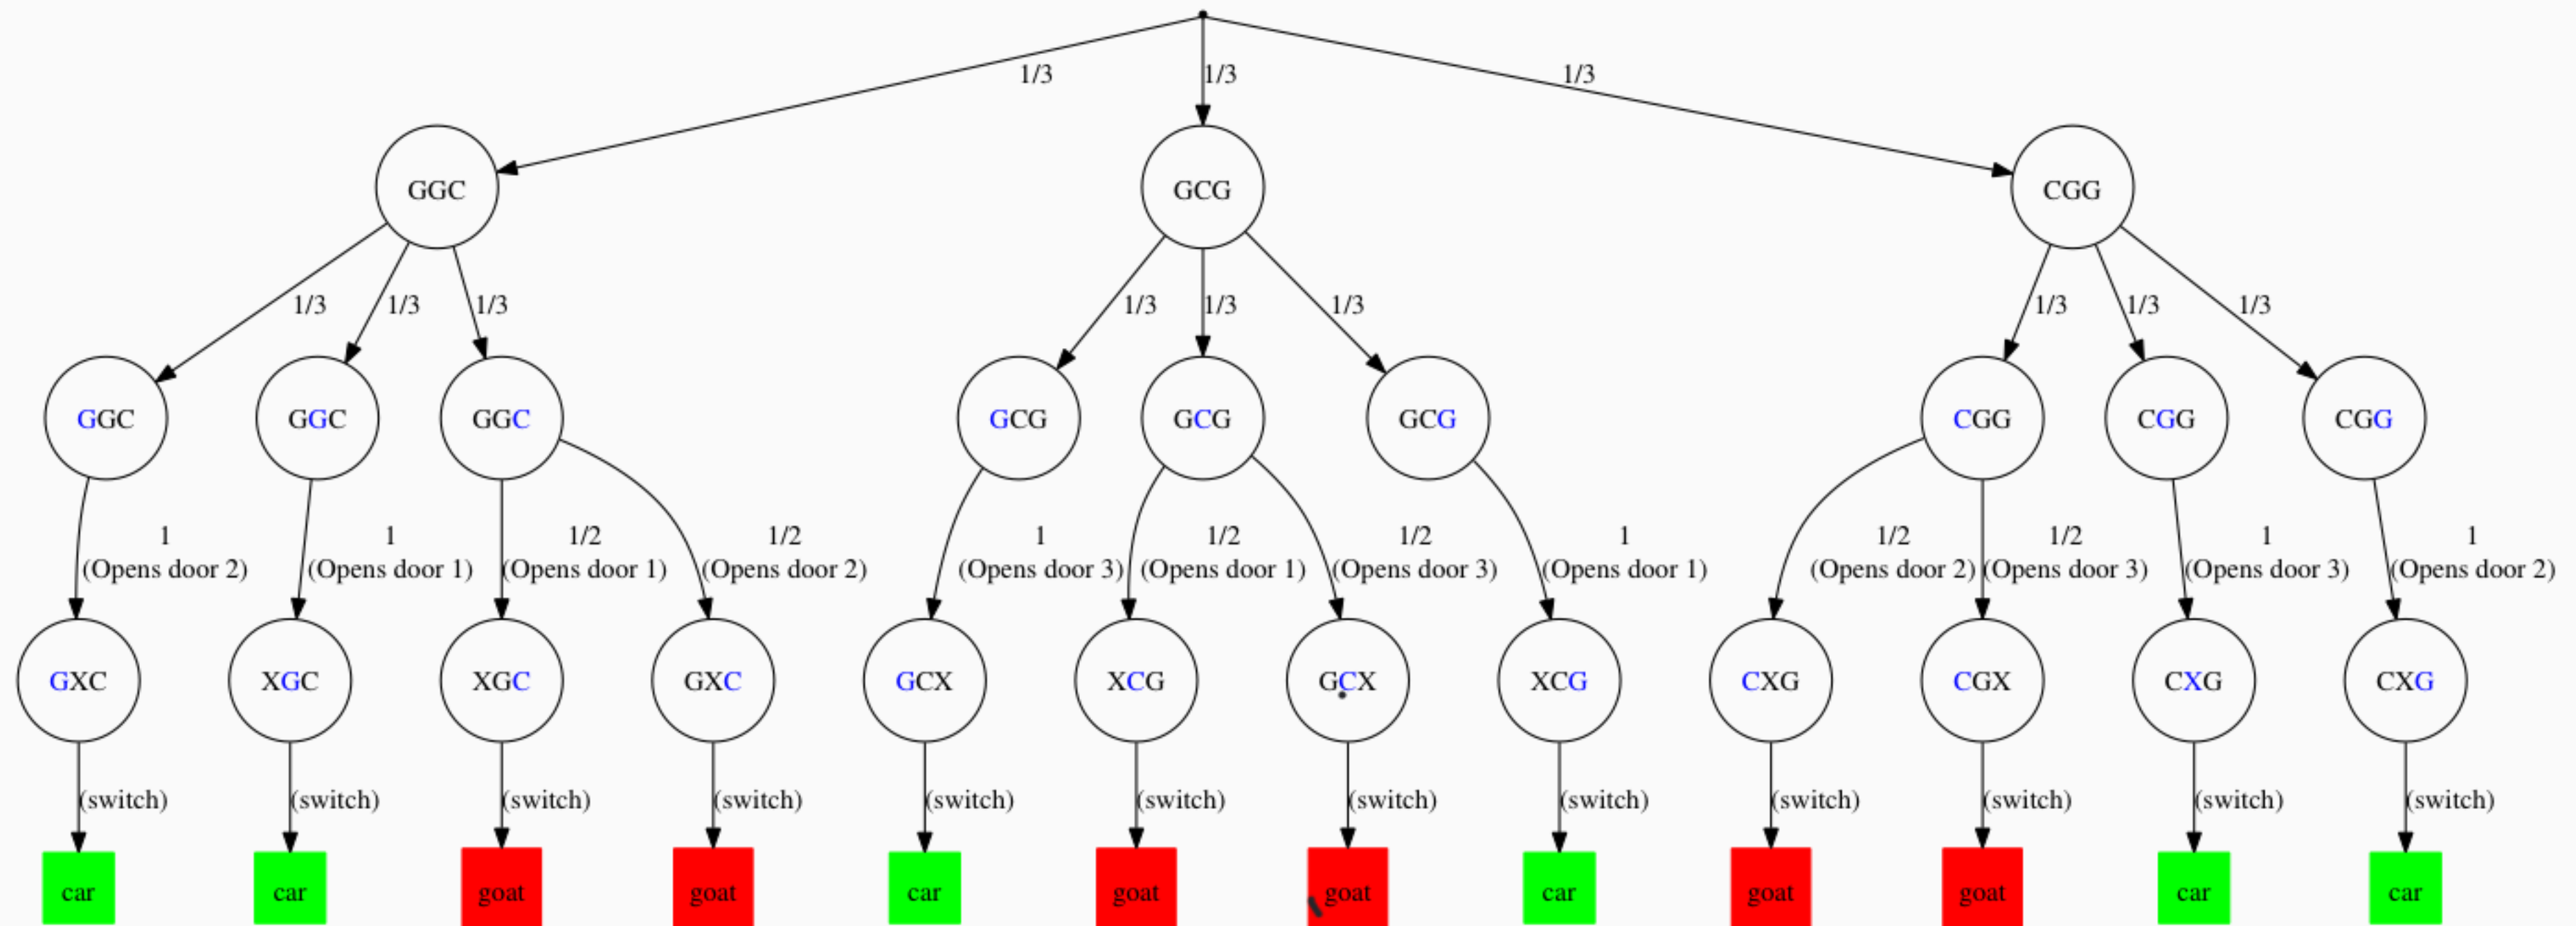 1/3 1/3 1/3
GGC GCG CGG
1/3 1/3 1/3 1/3 1/3 1/3 1/3 1/3 1/3
GGC GGC GGC GCG GCG GCG CGG CGG CGG
1 1 1/2 1/2 1 1/2 1/2 1 1/2 1/2 1 1
(Opens door 2) (Opens door 1) (Opens door 1) (Opens door 2) (Opens door 3) (Opens door 1) (Opens door 3) (Opens door 1) (Opens door 2) (Opens door 3) (Opens door 3) (Opens door 2)
GXC XGC XGC GXC GCX XCG GCX XCG CXG CGX CXG CXG
(switch) (switch) (switch) (switch) (switch) (switch) (switch) (switch) (switch) (switch) (switch) (switch)
car car goat goat car goat goat car goat goat car car